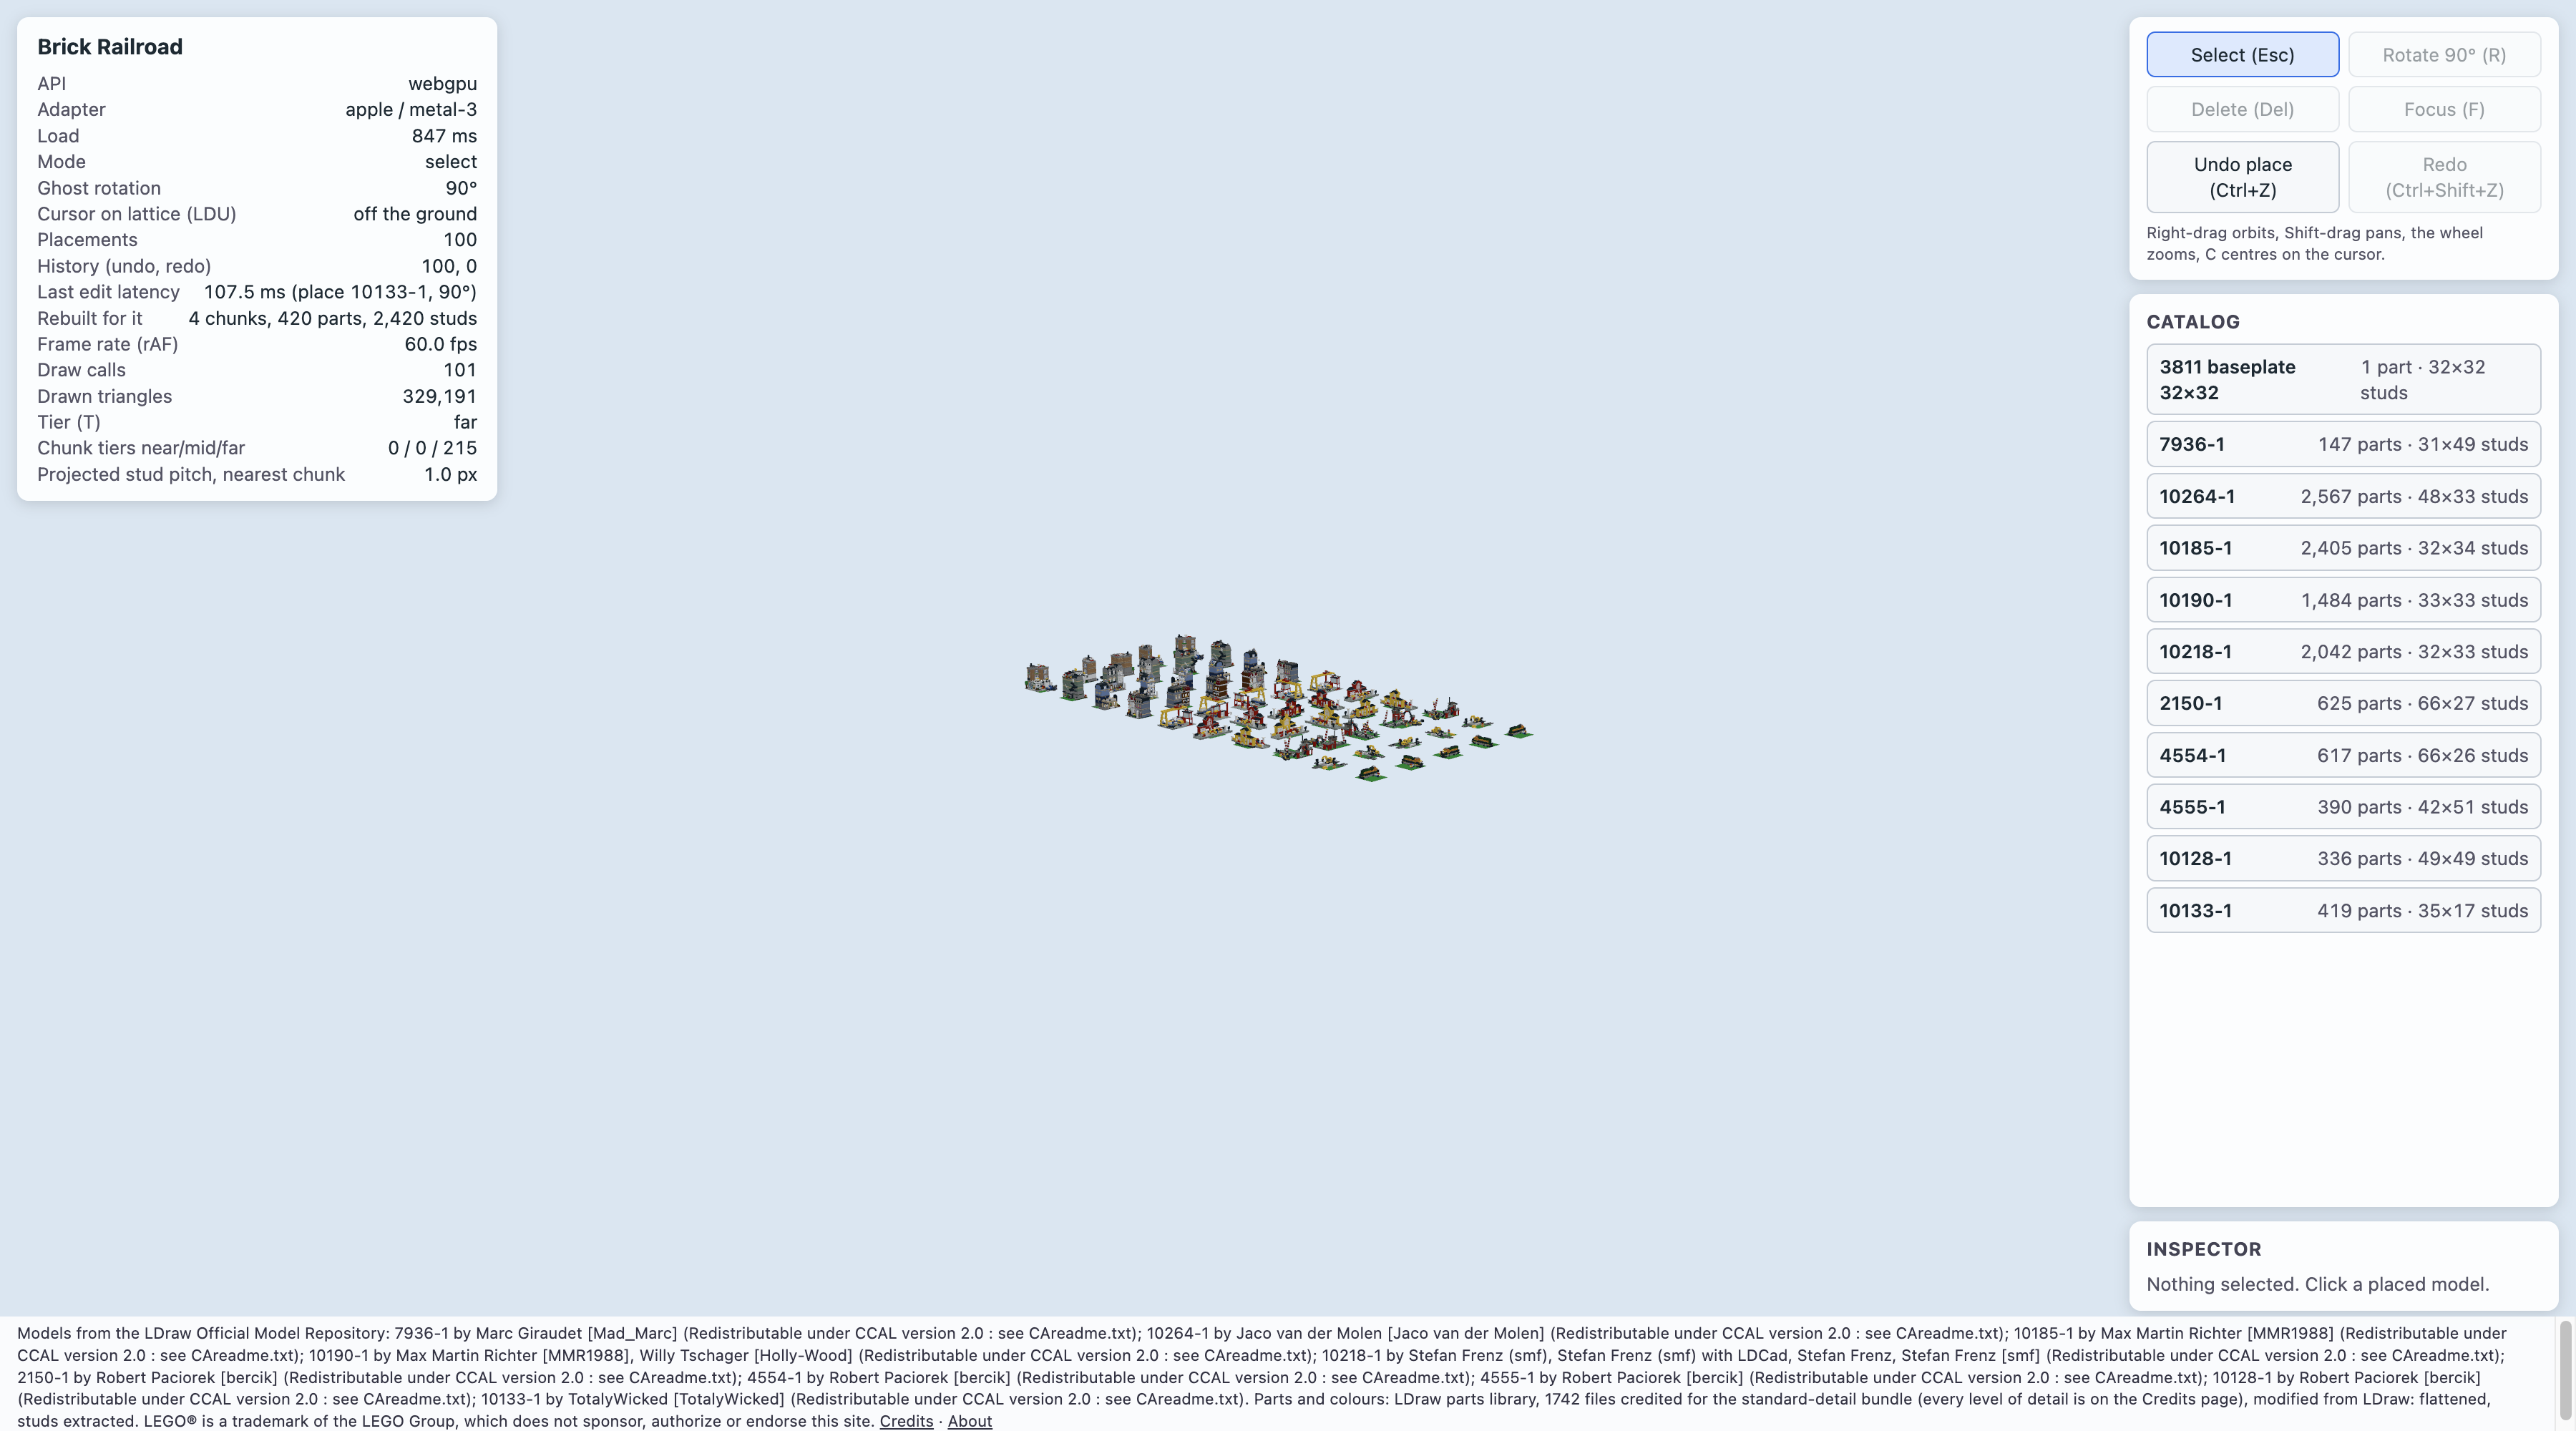 Brick Railroad
API webgpu
Adapter apple / metal-3
Load 847 ms
Mode select
Ghost rotation 90°
Cursor on lattice (LDU) off the ground
Placements 100
History (undo, redo) 100, 0
Last edit latency 107.5 ms (place 10133-1, 90°)
Rebuilt for it 4 chunks, 420 parts, 2,420 studs
Frame rate (rAF) 60.0 fps
Draw calls 101
Drawn triangles 329,191
Tier (T) far
Chunk tiers near/mid/far 0 / 0 / 215
Projected stud pitch, nearest chunk 1.0 px
Select (Esc) Rotate 90° (R)
Delete (Del) Focus (F)
Undo place
(Ctrl+Z)
Redo
(Ctrl+Shift+Z)
Right-drag orbits, Shift-drag pans, the wheel
zooms, C centres on the cursor.
CATALOG
3811 baseplate
32×32
1 part · 32×32
studs
7936-1 147 parts · 31×49 studs
10264-1 2,567 parts · 48×33 studs
10185-1 2,405 parts · 32×34 studs
10190-1 1,484 parts · 33×33 studs
10218-1 2,042 parts · 32×33 studs
2150-1 625 parts · 66×27 studs
4554-1 617 parts · 66×26 studs
4555-1 390 parts · 42×51 studs
10128-1 336 parts · 49×49 studs
10133-1 419 parts · 35×17 studs
INSPECTOR
Nothing selected. Click a placed model.
Models from the LDraw Official Model Repository: 7936-1 by Marc Giraudet [Mad_Marc] (Redistributable under CCAL version 2.0 : see CAreadme.txt); 10264-1 by Jaco van der Molen [Jaco van der Molen] (Redistributable under CCAL version 2.0 : see CAreadme.txt); 10185-1 by Max Martin Richter [MMR1988] (Redistributable under
CCAL version 2.0 : see CAreadme.txt); 10190-1 by Max Martin Richter [MMR1988], Willy Tschager [Holly-Wood] (Redistributable under CCAL version 2.0 : see CAreadme.txt); 10218-1 by Stefan Frenz (smf), Stefan Frenz (smf) with LDCad, Stefan Frenz, Stefan Frenz [smf] (Redistributable under CCAL version 2.0 : see CAreadme.txt);
2150-1 by Robert Paciorek [bercik] (Redistributable under CCAL version 2.0 : see CAreadme.txt); 4554-1 by Robert Paciorek [bercik] (Redistributable under CCAL version 2.0 : see CAreadme.txt); 4555-1 by Robert Paciorek [bercik] (Redistributable under CCAL version 2.0 : see CAreadme.txt); 10128-1 by Robert Paciorek [bercik]
(Redistributable under CCAL version 2.0 : see CAreadme.txt); 10133-1 by TotalyWicked [TotalyWicked] (Redistributable under CCAL version 2.0 : see CAreadme.txt). Parts and colours: LDraw parts library, 1742 files credited for the standard-detail bundle (every level of detail is on the Credits page), modified from LDraw: flattened,
studs extracted. LEGO® is a trademark of the LEGO Group, which does not sponsor, authorize or endorse this site. Credits · About